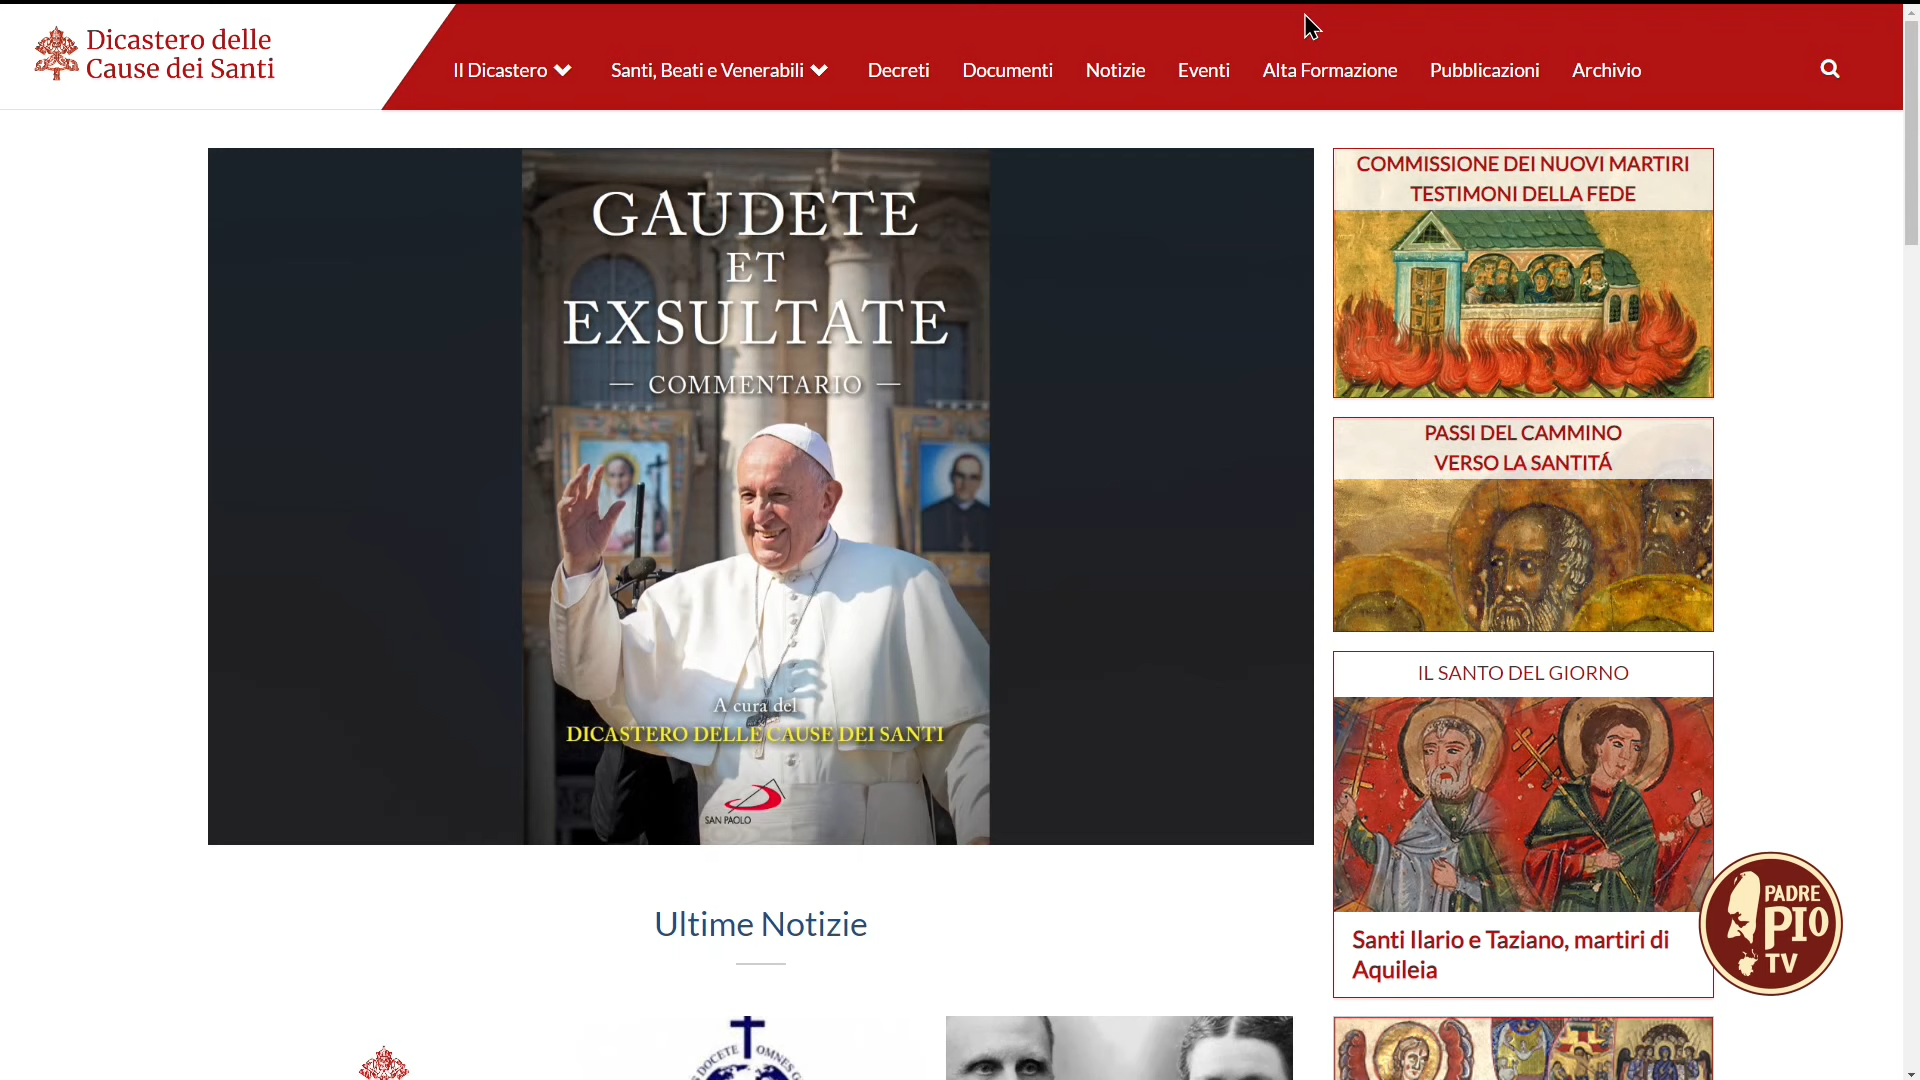 Dicastero delle
Cause dei Santi
Il Dicastero
Santi, Beati e Venerabili
Decreti
Documenti
Notizie
Eventi
Alta Formazione
Pubblicazioni
Archivio
GAUDETE
ET
EXSULTATE
— COMMENTARIO —
A cura del
DICASTERO DELLE CAUSE DEI SANTI
SAN PAOLO
COMMISSIONE DEI NUOVI MARTIRI
TESTIMONI DELLA FEDE
PASSI DEL CAMMINO
VERSO LA SANTITÁ
IL SANTO DEL GIORNO
Santi Ilario e Taziano, martiri di
Aquileia
PADRE
PIO
TV
Ultime Notizie
DOCETE OMNES